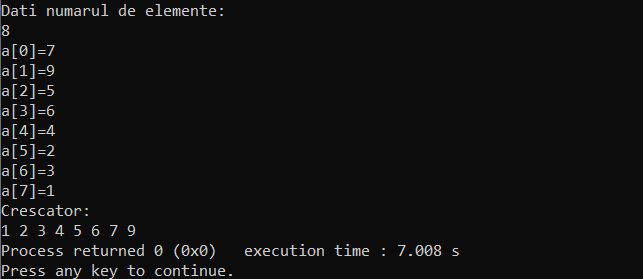 Dati numarul de elemente:
8
a[0]=7
a[1]=9
a[2]=5
a[3]=6
a[4]=4
a[5]=2
a[6]=3
a[7]=1
Crescator:
1 2 3 4 5 6 7 9
Process returned 0 (0x0)   execution time : 7.008 s
Press any key to continue.